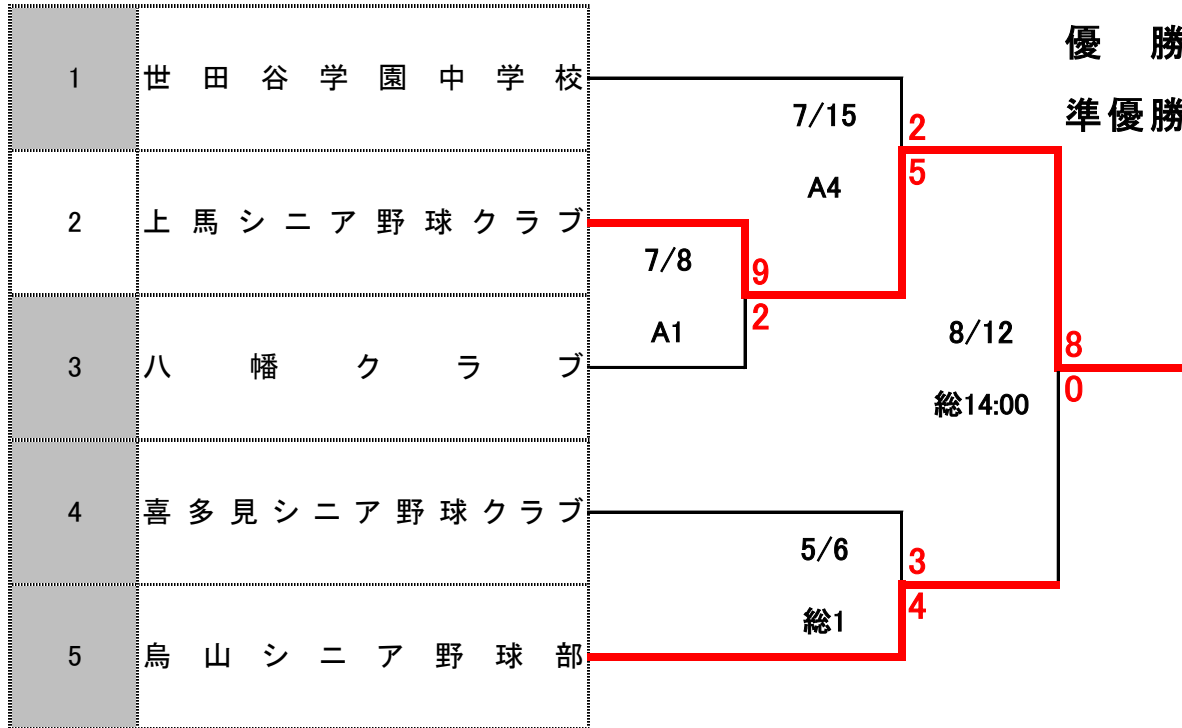 優勝
1 世田谷学園中学校
7/15
準優勝
2
5
A4
2 上馬シニア野球クラブ
7/8
9
2
A1
8/12
8
0
3 八幡クラブ
総14:00
4 喜多見シニア野球クラブ
5/6
3
4
総1
5 烏山シニア野球部